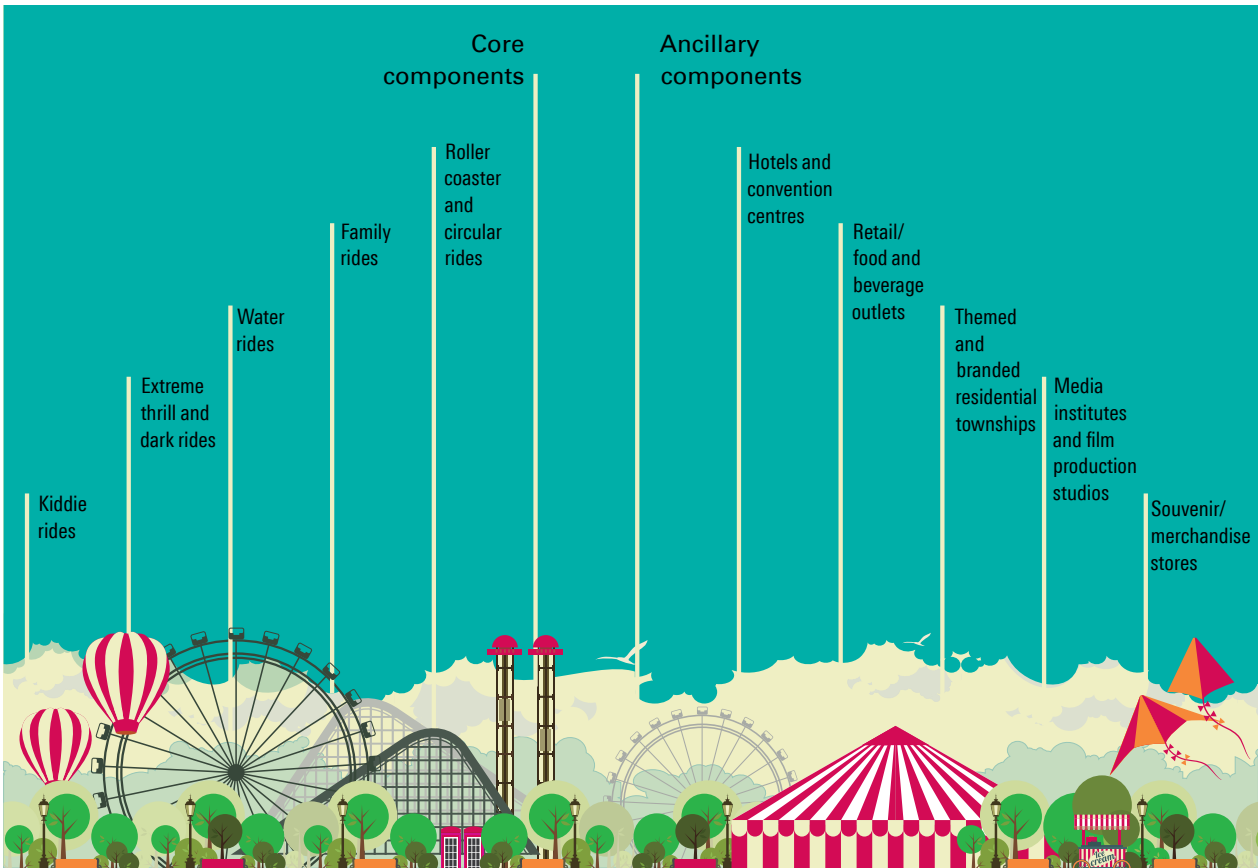 Core
components
Ancillary
components
Roller
coaster
and
circular
rides
Hotels and
convention
centres
Family
rides
Retail/
food and
beverage
outlets
Water
rides
Themed
and
branded
residential
townships
Extreme
thrill and
dark rides
Media
institutes
and film
production
studios
Kiddie
rides
Souvenir/
merchandise
stores
ice
cream